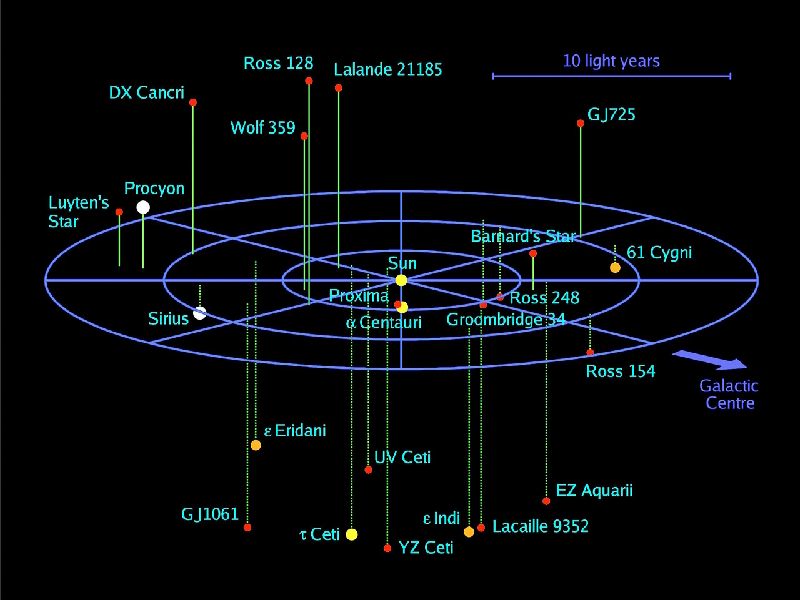 Ross 128
Lalande 21185
10 light years
DX Cancri
Wolf 359
GJ725
Procyon
Luyten's
Star
Barnard's Star
61 Cygni
Sun
Proxima
Ross 248
Sirius
α Centauri
Groombridge 34
Ross 154
Galactic
Centre
ε Eridani
UV Ceti
EZ Aquarii
GJ1061
ε Indi
Lacaille 9352
τ Ceti
YZ Ceti